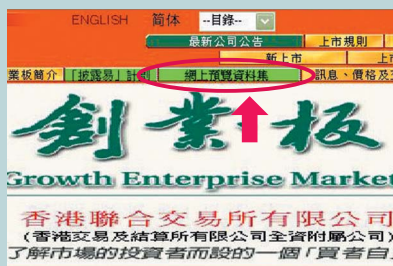 ENGLISH 简体 --目錄--
最新公司公告 上市規則
新上市 上
業板簡介 「披露易」計 網上預覽資料集 訊息、價格及
創業板
Growth Enterprise Market
香港聯合交易所有限公司
(香港交易及結算所有限公司全資附屬公司)
了解市場的投資者而設的一個「買者自